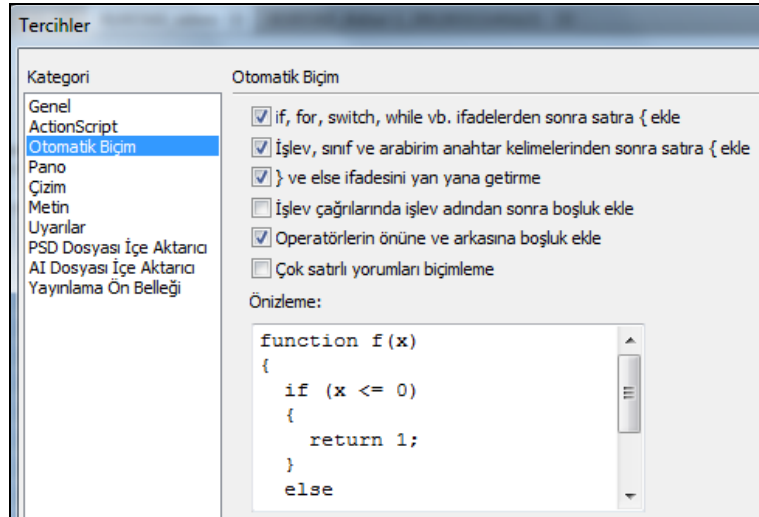 Tercihler
Kategori
Genel
ActionScript
Otomatik Biçim
Pano
Çizim
Metin
Uyarılar
PSD Dosyası İçe Aktarıcı
AI Dosyası İçe Aktarıcı
Yayınlama Ön Belleği
Otomatik Biçim
if, for, switch, while vb. ifadelerden sonra satıra { ekle
İşlev, sınıf ve arabirim anahtar kelimelerinden sonra satıra { ekle
} ve else ifadesini yan yana getirme
İşlev çağrılarında işlev adından sonra boşluk ekle
Operatörlerin önüne ve arkasına boşluk ekle
Çok satırlı yorumları biçimleme
Önizleme:
function f(x)
{
if (x <= 0)
{
return 1;
}
else